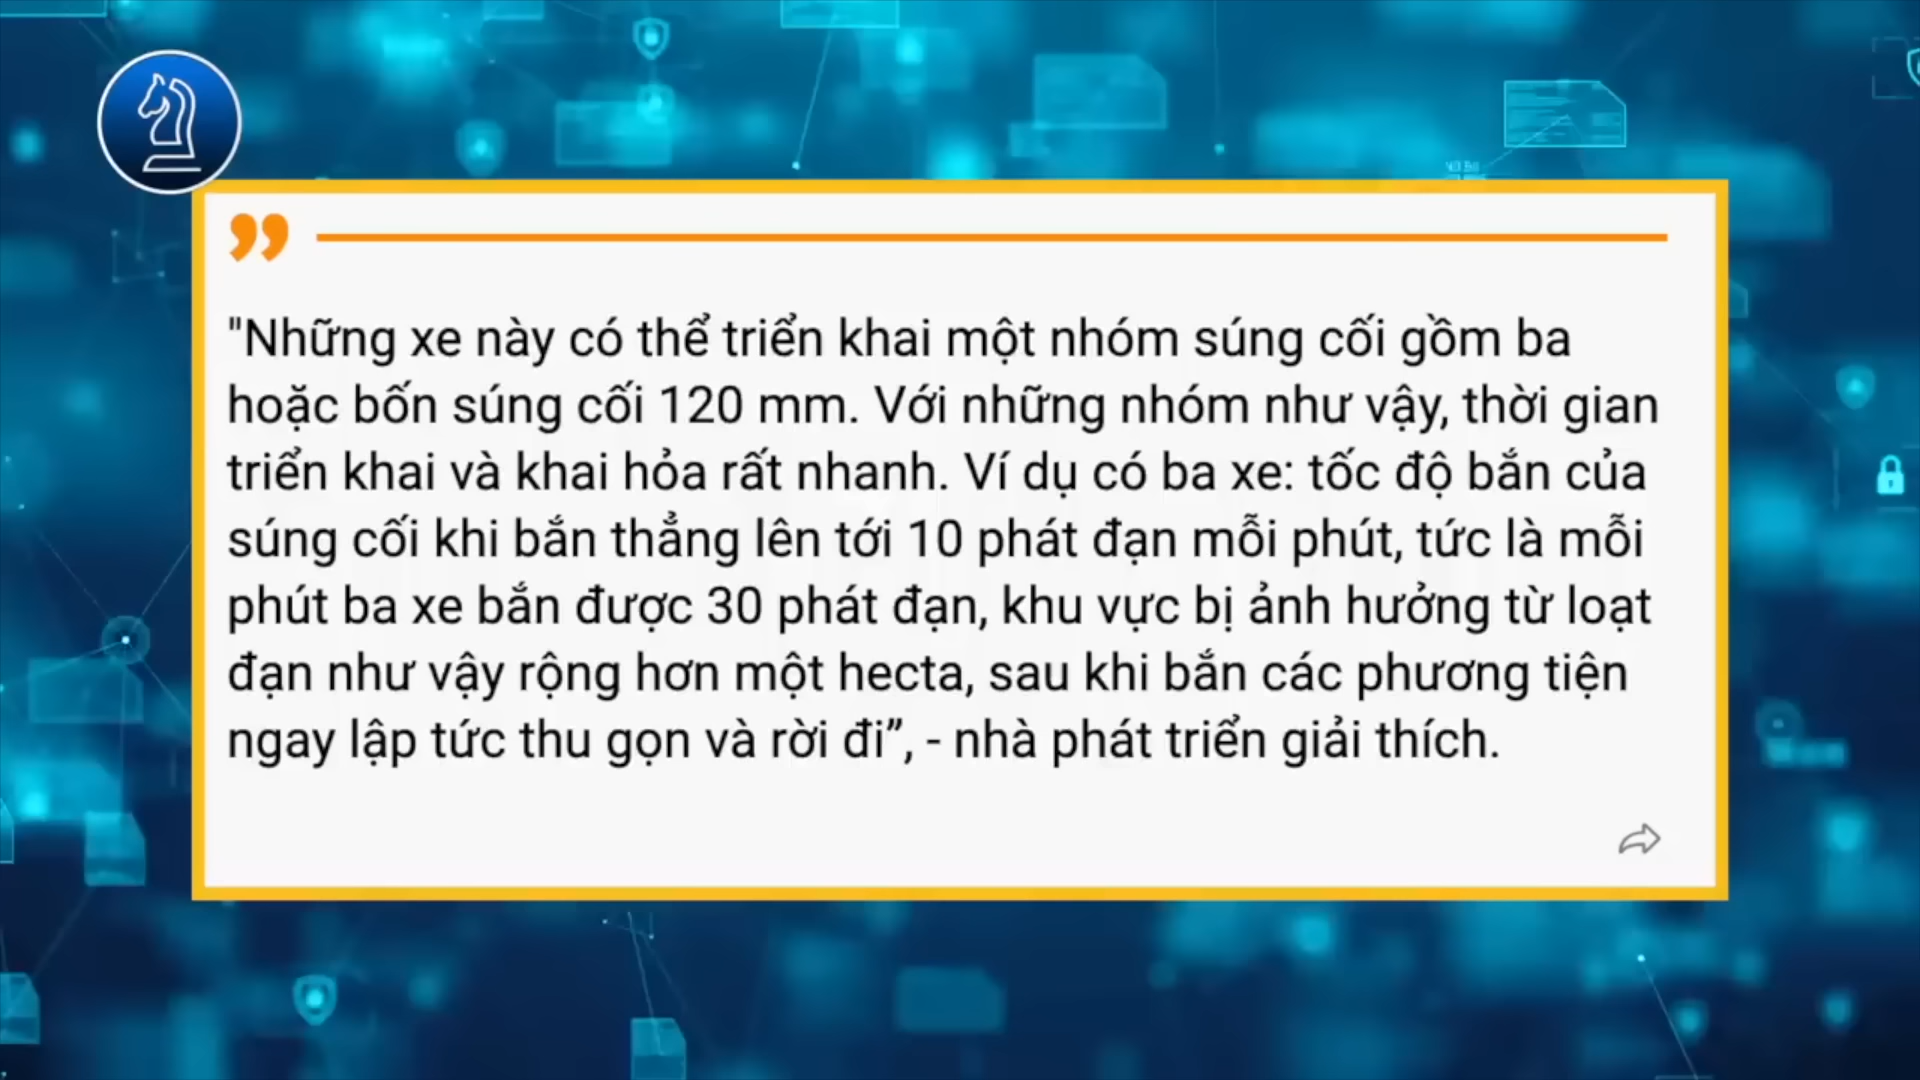 "Những xe này có thể triển khai một nhóm súng cối gồm ba
hoặc bốn súng cối 120 mm. Với những nhóm như vậy, thời gian
triển khai và khai hỏa rất nhanh. Ví dụ có ba xe: tốc độ bắn của
súng cối khi bắn thẳng lên tới 10 phát đạn mỗi phút, tức là mỗi
phút ba xe bắn được 30 phát đạn, khu vực bị ảnh hưởng từ loạt
đạn như vậy rộng hơn một hecta, sau khi bắn các phương tiện
ngay lập tức thu gọn và rời đi”, - nhà phát triển giải thích.